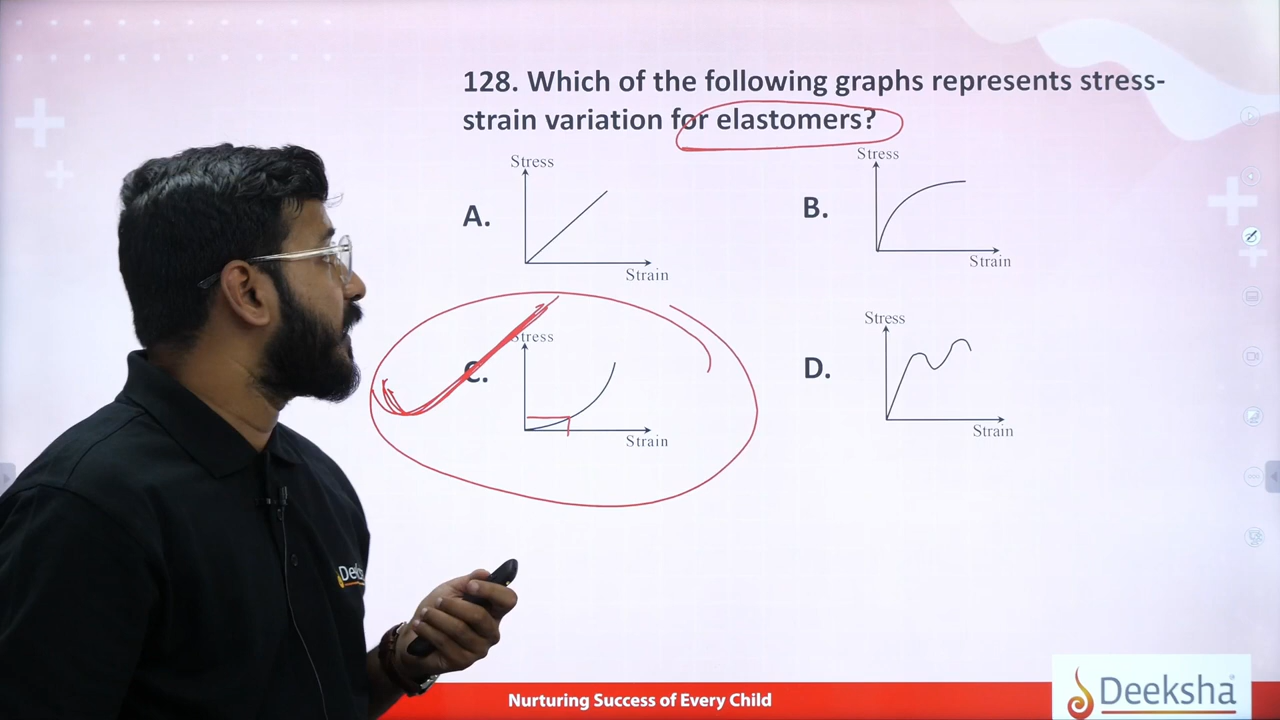 128. Which of the following graphs represents stress-
strain variation for elastomers?
Stress
A.
Strain
Stress
B.
Strain
Stress
C.
Strain
Stress
D.
Strain
Nurturing Success of Every Child
Deeksha